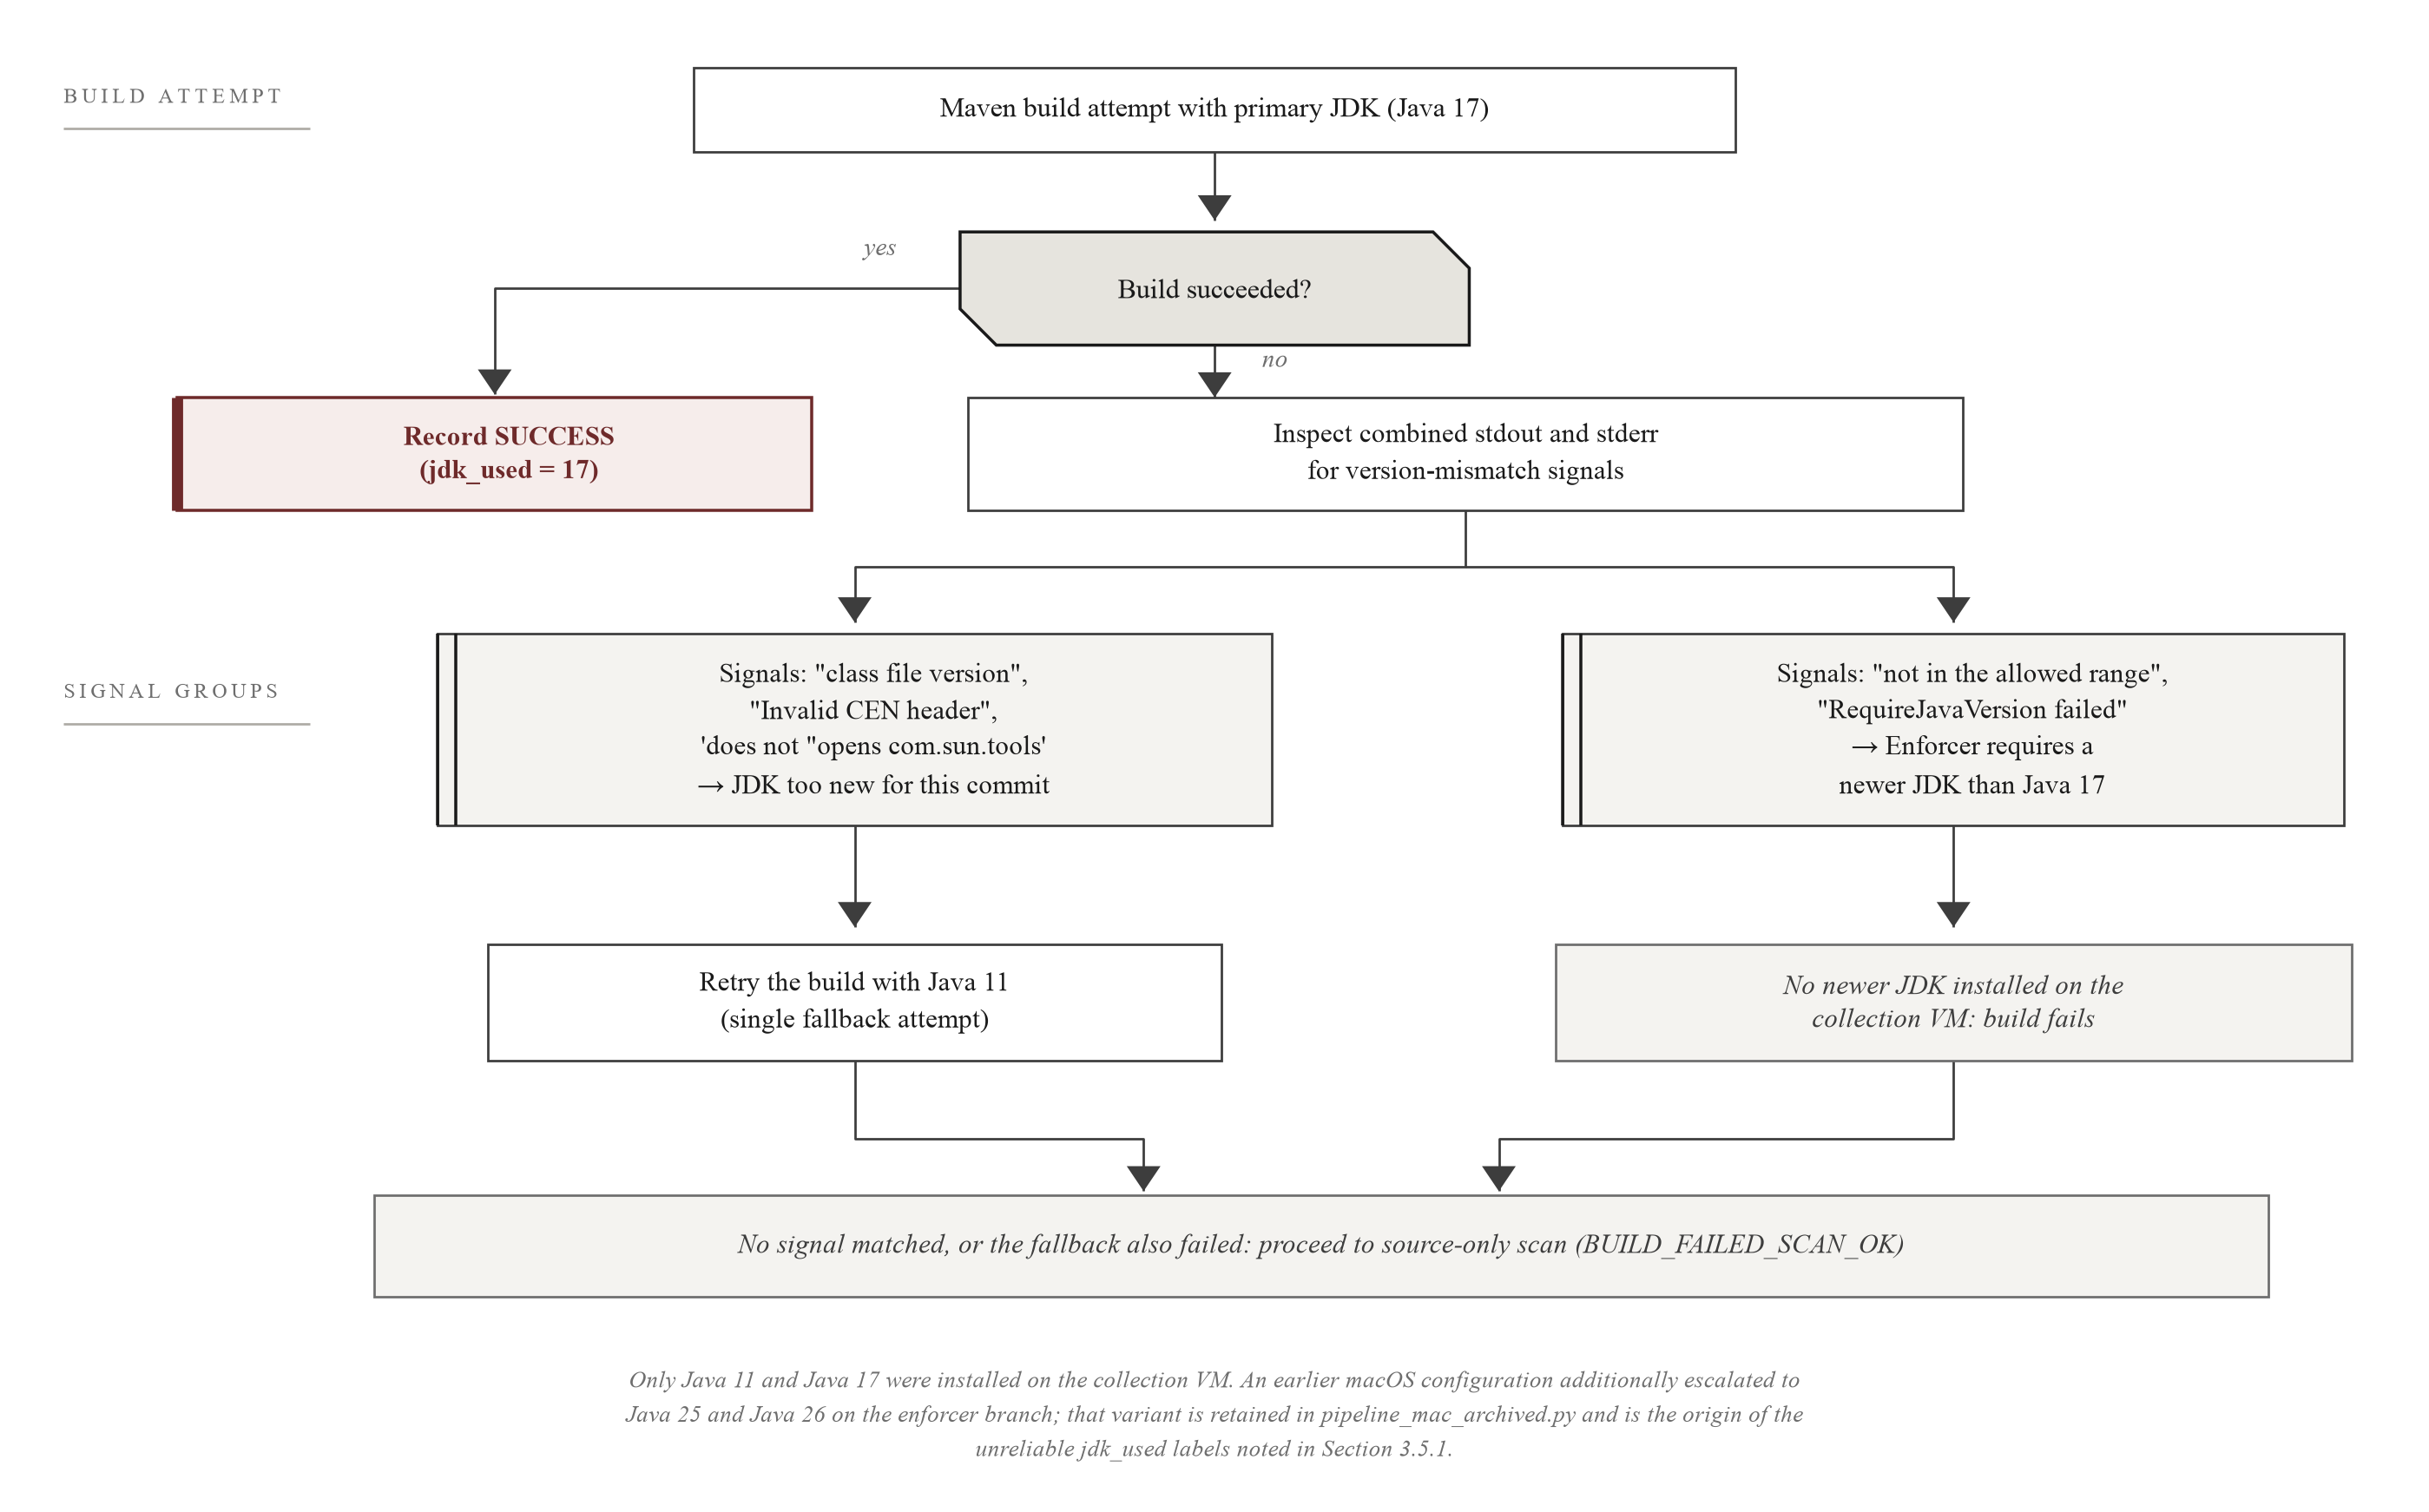 BUILD ATTEMPT
Maven build attempt with primary JDK (Java 17)
yes
Build succeeded?
no
Record SUCCESS
(jdk_used = 17)
Inspect combined stdout and stderr
for version-mismatch signals
SIGNAL GROUPS
Signals: "class file version",
"Invalid CEN header",
'does not "opens com.sun.tools'
→ JDK too new for this commit
Signals: "not in the allowed range",
"RequireJavaVersion failed"
→ Enforcer requires a
newer JDK than Java 17
Retry the build with Java 11
(single fallback attempt)
No newer JDK installed on the
collection VM: build fails
No signal matched, or the fallback also failed: proceed to source-only scan (BUILD_FAILED_SCAN_OK)
Only Java 11 and Java 17 were installed on the collection VM. An earlier macOS configuration additionally escalated to
Java 25 and Java 26 on the enforcer branch; that variant is retained in pipeline_mac_archived.py and is the origin of the
unreliable jdk_used labels noted in Section 3.5.1.